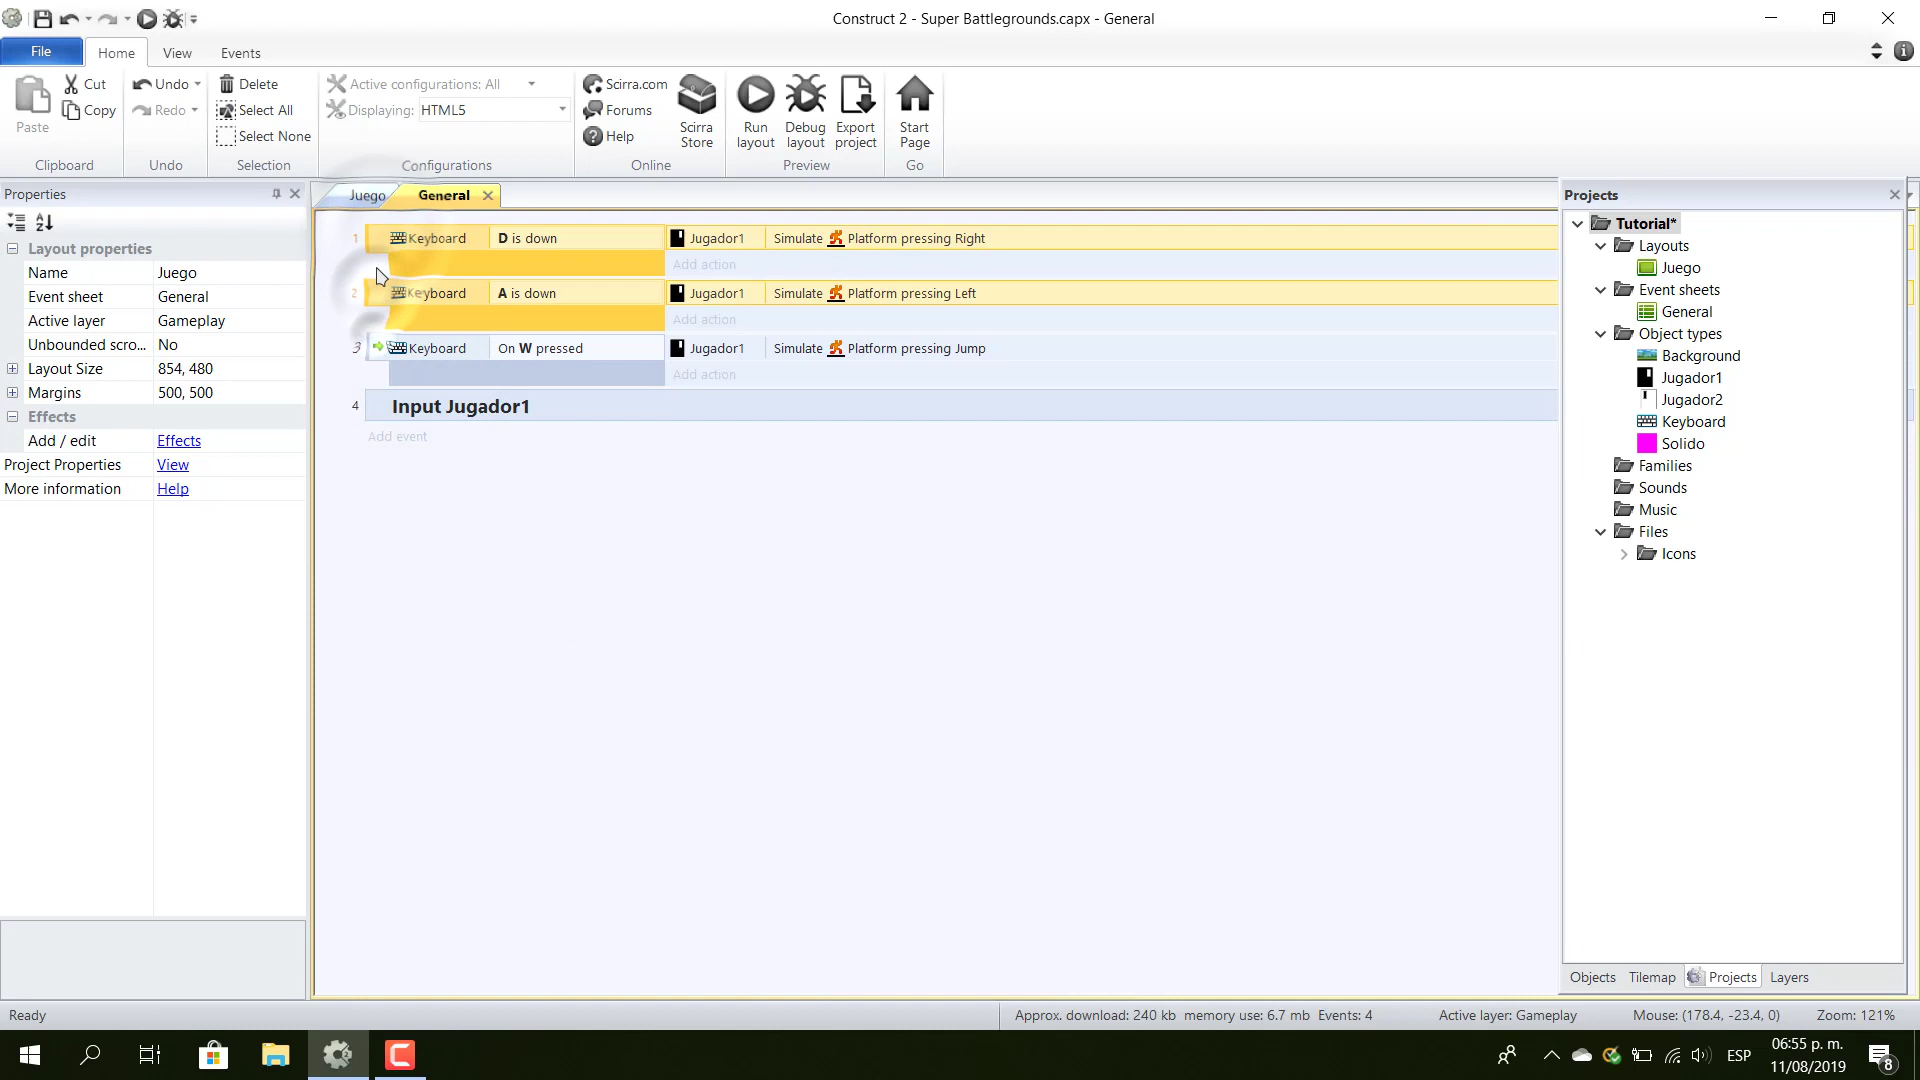 Construct 2 - Super Battlegrounds.capx - General
File Home View Events
Paste
Cut
Copy
Clipboard
Undo
Redo
Undo
Delete
Select All
Select None
Selection
Active configurations: All
Displaying: HTML5
Configurations
Scirra.com
Forums
Help
Scirra Store
Online
Run layout
Debug layout
Export project
Preview
Start Page
Go
Properties
Juego General
Layout properties
Name Juego
Event sheet General
Active layer Gameplay
Unbounded scro... No
Layout Size 854, 480
Margins 500, 500
Effects
Add / edit Effects
Project Properties View
More information Help
1 Keyboard D is down Jugador1 Simulate Platform pressing Right
Add action
2 Keyboard A is down Jugador1 Simulate Platform pressing Left
Add action
3 Keyboard On W pressed Jugador1 Simulate Platform pressing Jump
Add action
4 Input Jugador1
Add event
Projects
Tutorial*
Layouts
Juego
Event sheets
General
Object types
Background
Jugador1
Jugador2
Keyboard
Solido
Families
Sounds
Music
Files
Icons
Objects Tilemap Projects Layers
Ready
Approx. download: 240 kb memory use: 6.7 mb Events: 4 Active layer: Gameplay Mouse: (178.4, -23.4, 0) Zoom: 121%
ESP
06:55 p. m.
11/08/2019
8